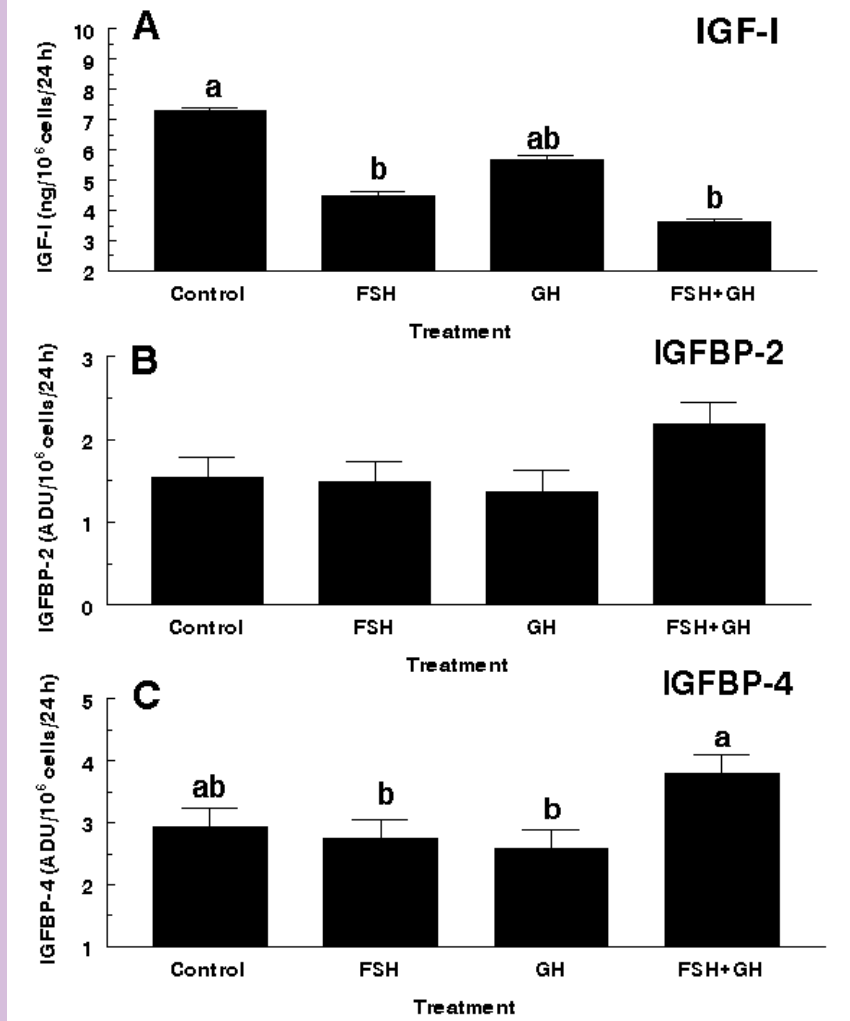 A
IGF-I
IGF-I (ng/10⁶ cells/24 h)
10
9
8
7
6
5
4
3
2
a
b
ab
b
Control FSH GH FSH+GH
Treatment
B
IGFBP-2
IGFBP-2 (ADU/10⁶ cells/24 h)
3
2
1
0
Control FSH GH FSH+GH
Treatment
C
IGFBP-4
IGFBP-4 (ADU/10⁶ cells/24 h)
5
4
3
2
1
ab
b
b
a
Control FSH GH FSH+GH
Treatment